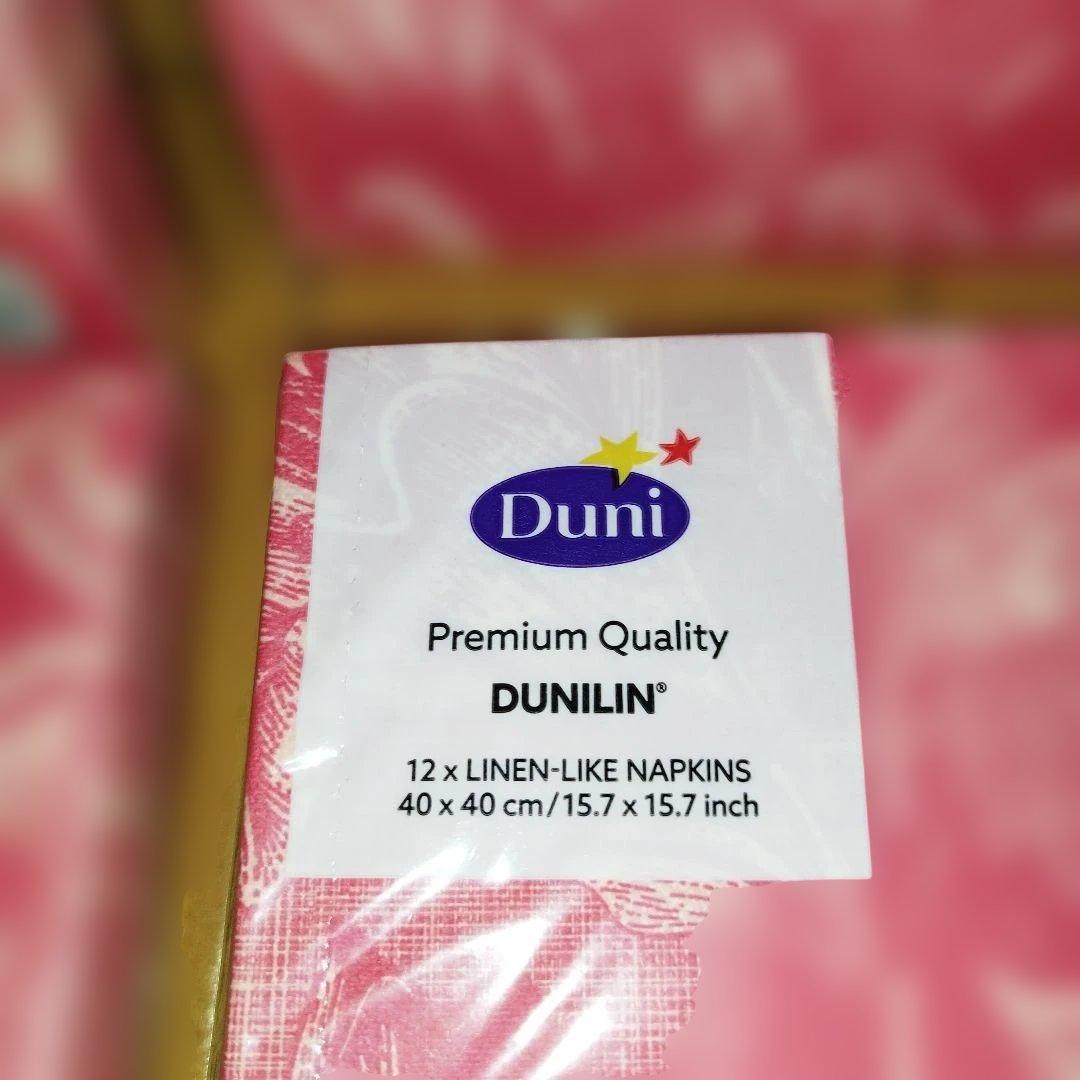 Duni
Premium Quality
DUNILIN®
12 x LINEN-LIKE NAPKINS
40 x 40 cm/15.7 x 15.7 inch